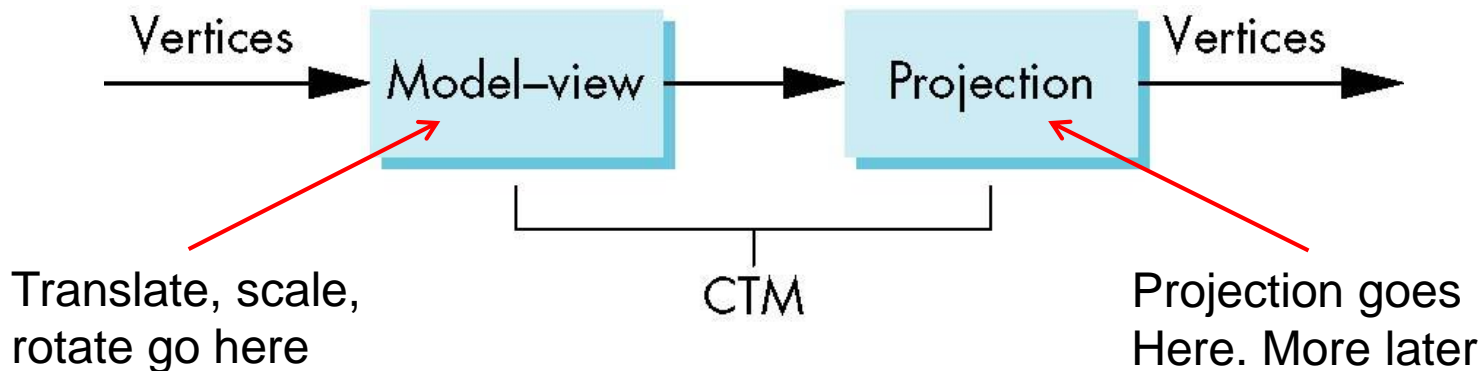 Vertices
Vertices
Model–view
Projection
CTM
Translate, scale,
rotate go here
Projection goes
Here. More later